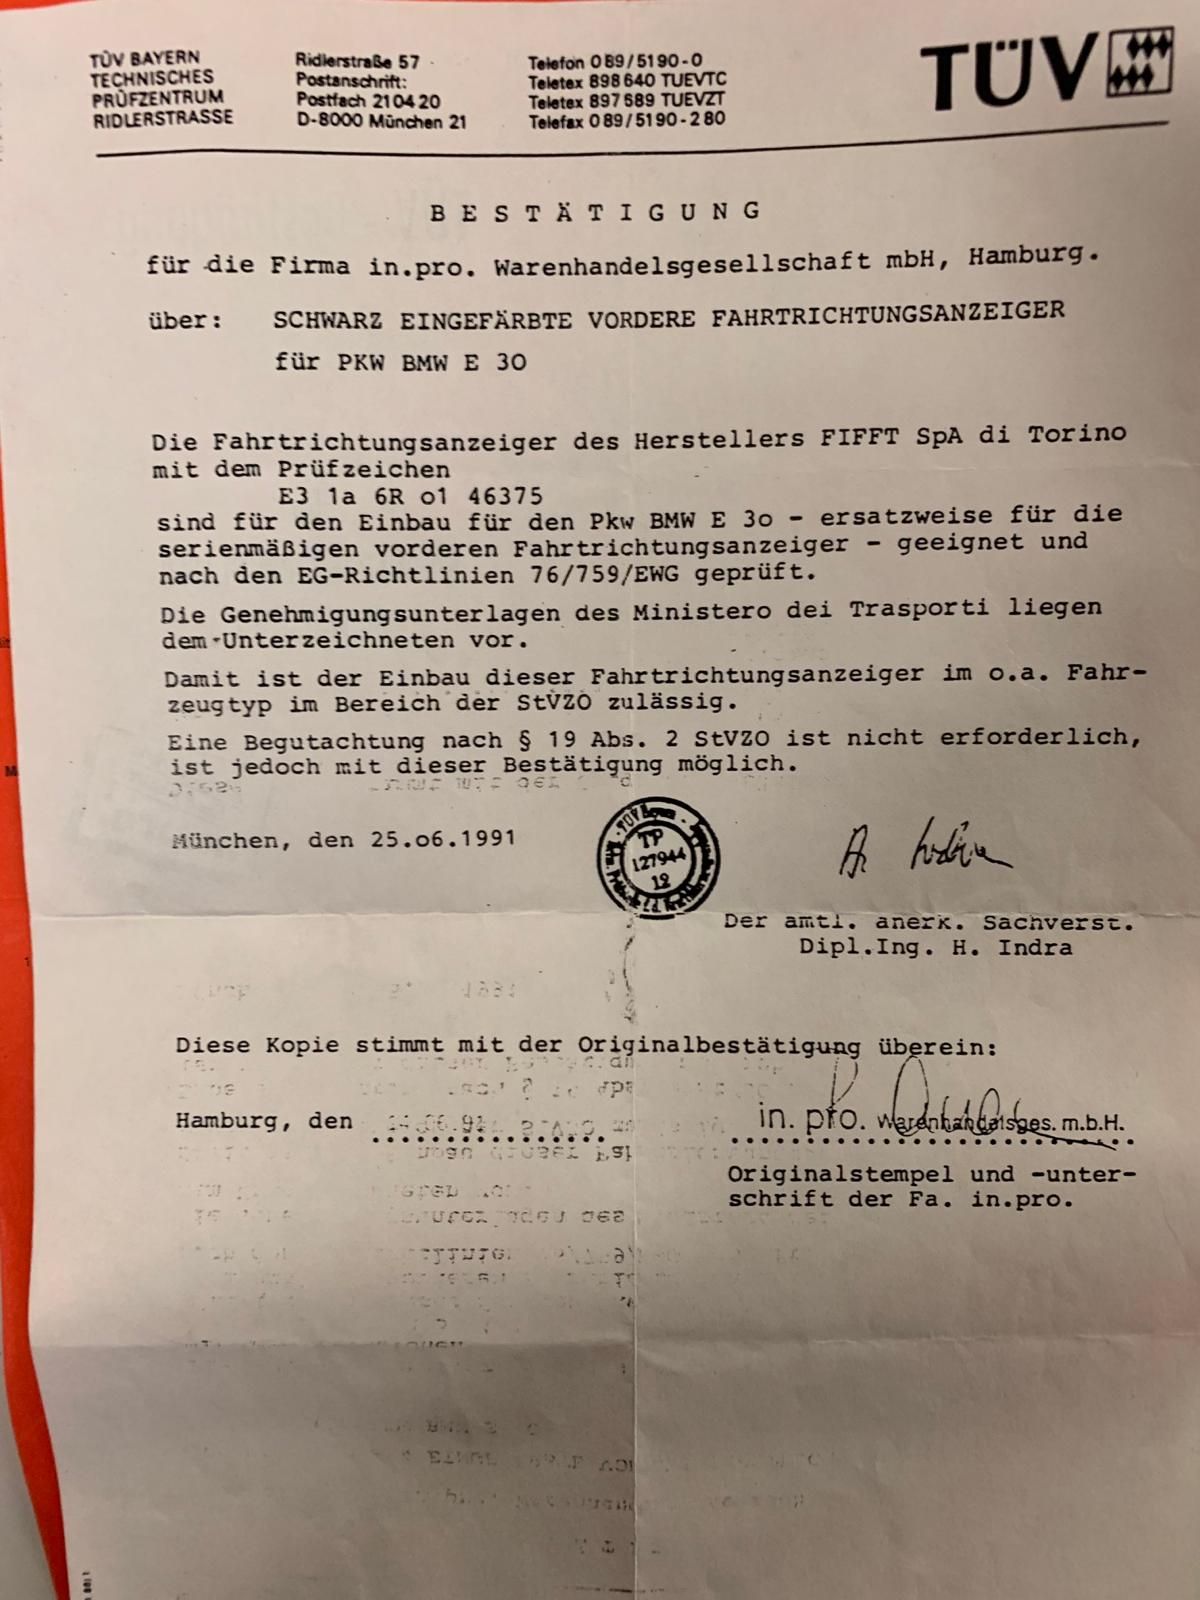 TÜV BAYERN
TECHNISCHES
PRÜFZENTRUM
RIDLERSTRASSE
Ridlerstraße 57
Postanschrift:
Postfach 210420
D-8000 München 21
Telefon 089/5190-0
Teletex 898640 TUEVTC
Teletex 897689 TUEVZT
Telefax 089/5190-280
TÜV
BESTÄTIGUNG
für die Firma in.pro. Warenhandelsgesellschaft mbH, Hamburg.
über: SCHWARZ EINGEFÄRBTE VORDERE FAHRTRICHTUNGSANZEIGER
für PKW BMW E 3O
Die Fahrtrichtungsanzeiger des Herstellers FIFFT SpA di Torino
mit dem Prüfzeichen
E3 1a 6R o1 46375
sind für den Einbau für den Pkw BMW E 3o - ersatzweise für die
serienmäßigen vorderen Fahrtrichtungsanzeiger - geeignet und
nach den EG-Richtlinien 76/759/EWG geprüft.
Die Genehmigungsunterlagen des Ministero dei Trasporti liegen
dem Unterzeichneten vor.
Damit ist der Einbau dieser Fahrtrichtungsanzeiger im o.a. Fahr-
zeugtyp im Bereich der StVZO zulässig.
Eine Begutachtung nach § 19 Abs. 2 StVZO ist nicht erforderlich,
ist jedoch mit dieser Bestätigung möglich.
München, den 25.o6.1991
TÜV Bayern
TP
127944
12
Der amtl. anerk. Sachverst.
Dipl.Ing. H. Indra
Diese Kopie stimmt mit der Originalbestätigung überein:
Hamburg, den
in. pro. Warenhandelsges. m.b.H.
Originalstempel und -unter-
schrift der Fa. in.pro.